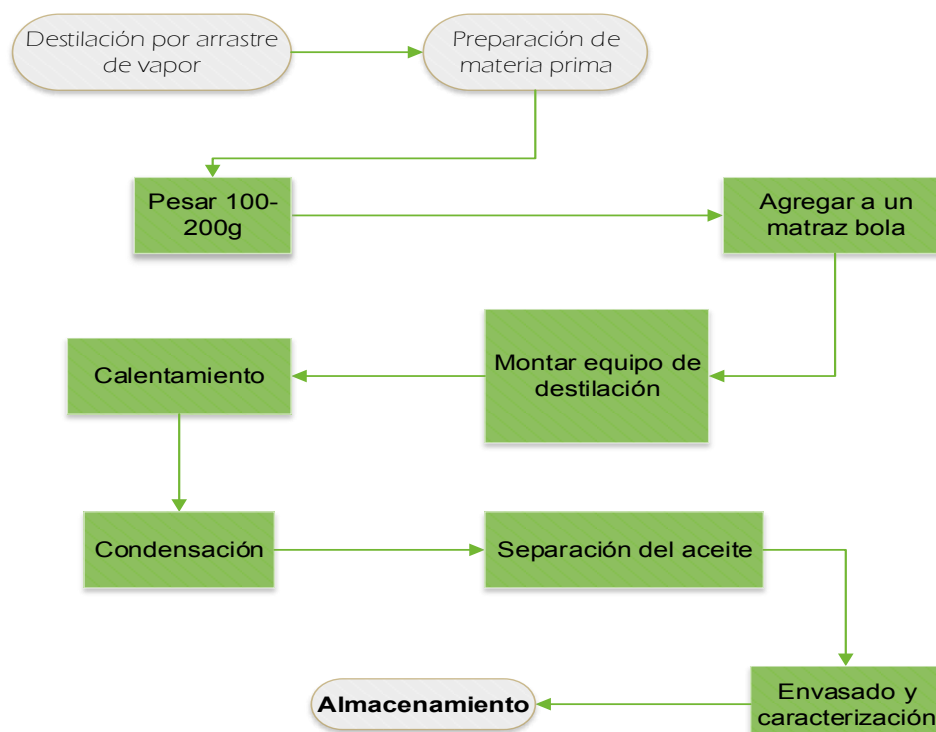 Destilación por arrastre
de vapor
Preparación de
materia prima
Pesar 100-
200g
Agregar a un
matraz bola
Montar equipo de
destilación
Calentamiento
Condensación
Separación del aceite
Envasado y
caracterización
Almacenamiento